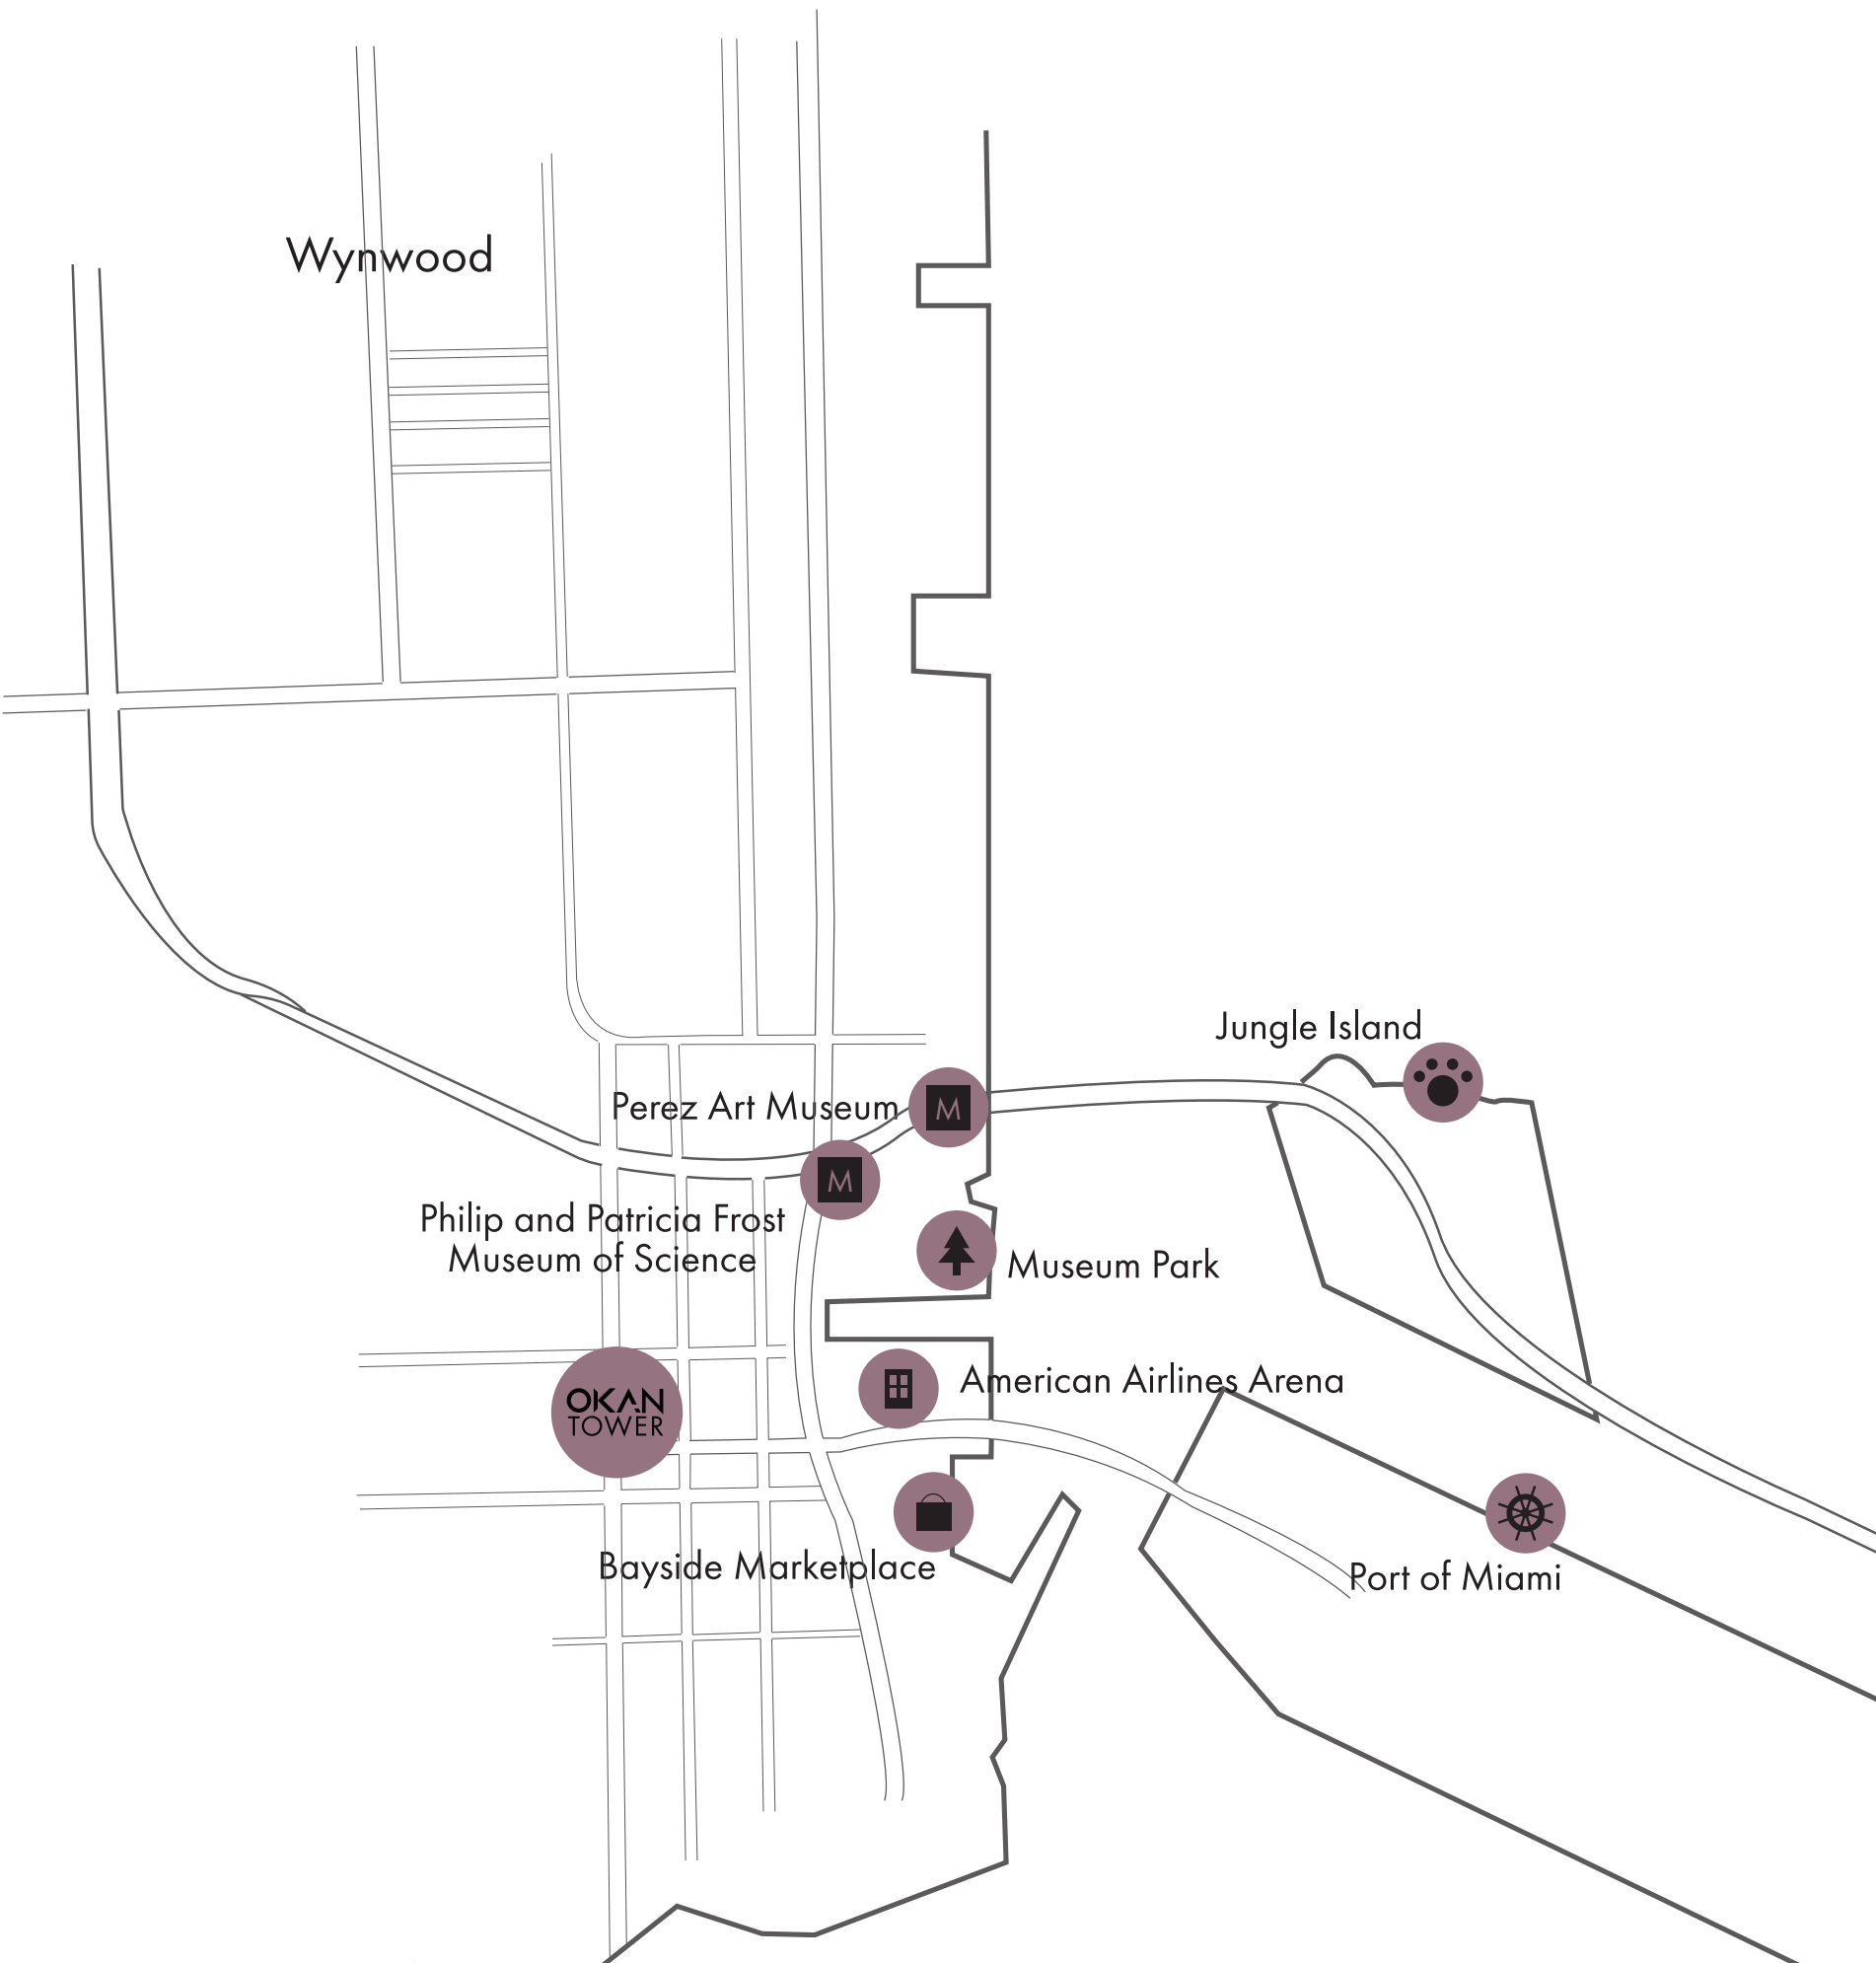 Wynwood
Jungle Island
Perez Art Museum
M
M
Philip and Patricia Frost
Museum of Science
Museum Park
American Airlines Arena
OKAN
TOWER
Bayside Marketplace
Port of Miami